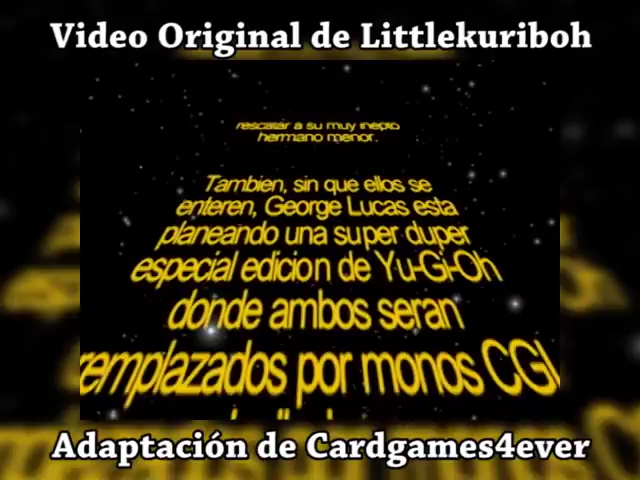 Video Original de Littlekuriboh
rescatar a su muy inepto
hermano menor.
Tambien, sin que ellos se
enteren, George Lucas esta
planeando una super duper
especial edicion de Yu-Gi-Oh
donde ambos seran
remplazados por monos CGI,
Adaptación de Cardgames4ever